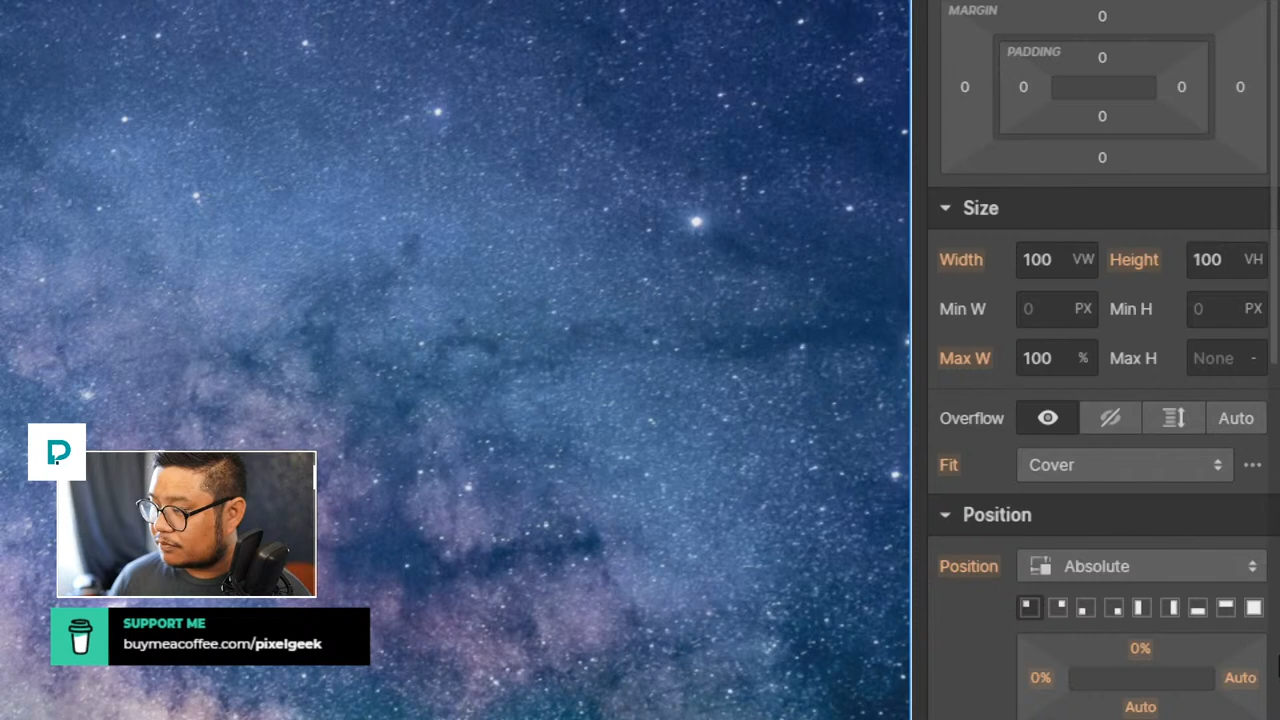 MARGIN
0
PADDING
0
0 0 0 0
0
0
Size
Width 100 VW Height 100 VH
Min W 0 PX Min H 0 PX
Max W 100 % Max H None -
Overflow Auto
Fit Cover
Position
Position Absolute
0%
0% Auto
Auto
SUPPORT ME
buymeacoffee.com/pixelgeek